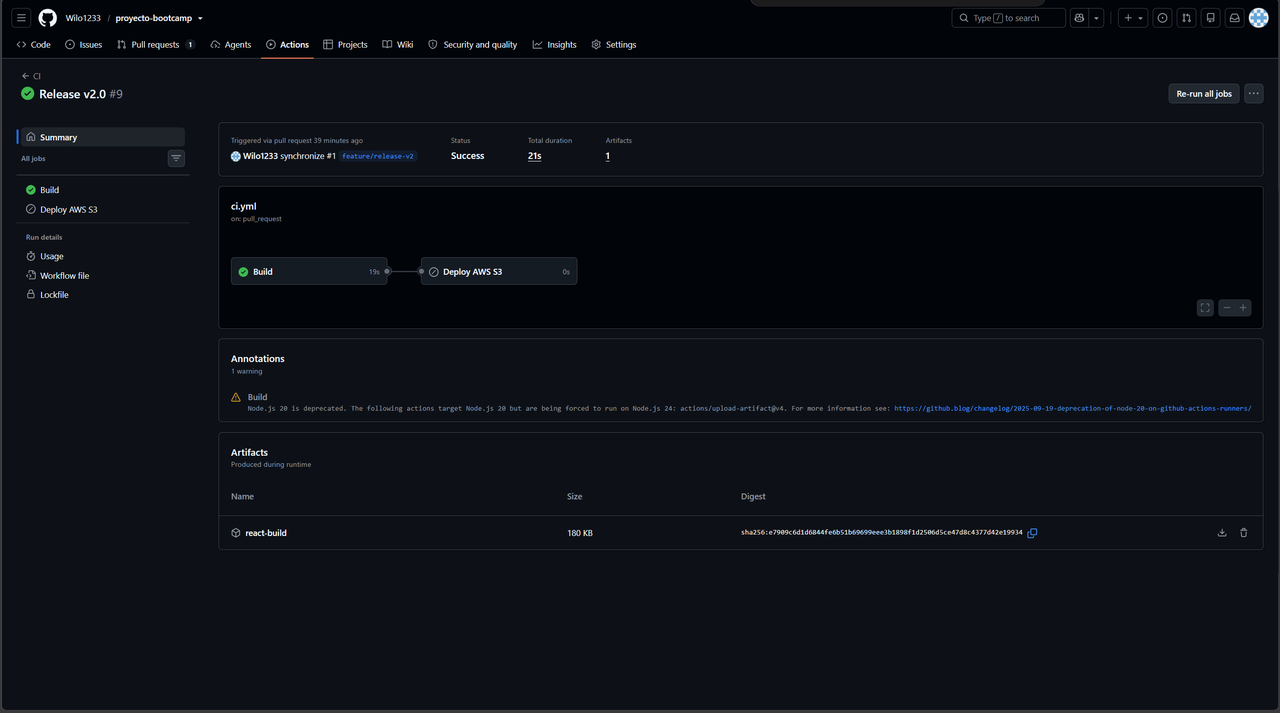 Wilo1233 / proyecto-bootcamp
Type / to search
Code Issues Pull requests 1 Agents Actions Projects Wiki Security and quality Insights Settings
CI
Release v2.0 #9
Re-run all jobs
Summary
All jobs
Build
Deploy AWS S3
Run details
Usage
Workflow file
Lockfile
Triggered via pull request 39 minutes ago
Wilo1233 synchronize #1 feature/release-v2
Status
Success
Total duration
21s
Artifacts
1
ci.yml
on: pull_request
Build 19s
Deploy AWS S3 0s
Annotations
1 warning
Build
Node.js 20 is deprecated. The following actions target Node.js 20 but are being forced to run on Node.js 24: actions/upload-artifact@v4. For more information see: https://github.blog/changelog/2025-09-19-deprecation-of-node-20-on-github-actions-runners/
Artifacts
Produced during runtime
Name Size Digest
react-build 180 KB sha256:e7909c6d1d6844fe6b51b69699eee3b1898f1d2506d5ce47d8c4377d42e19934